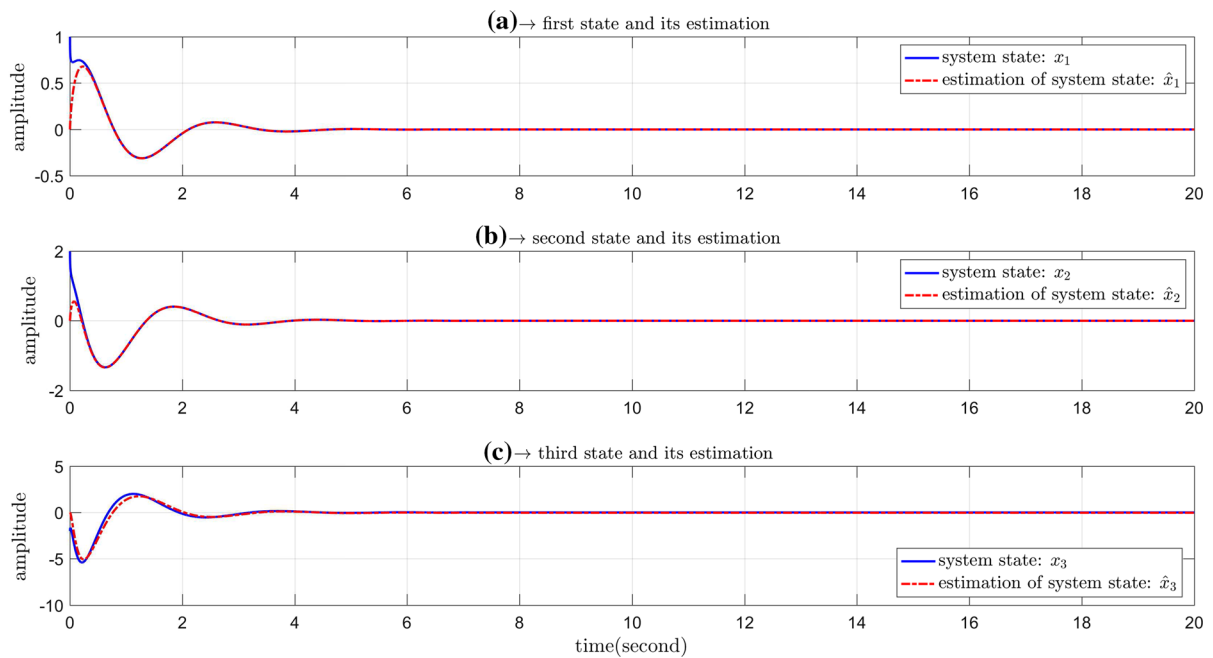 (a)→ first state and its estimation
1
0.5
0
-0.5
amplitude
system state: x₁
estimation of system state: x̂₁
0 2 4 6 8 10 12 14 16 18 20
(b)→ second state and its estimation
2
0
-2
amplitude
system state: x₂
estimation of system state: x̂₂
0 2 4 6 8 10 12 14 16 18 20
(c)→ third state and its estimation
5
0
-5
-10
amplitude
system state: x₃
estimation of system state: x̂₃
0 2 4 6 8 10 12 14 16 18 20
time(second)